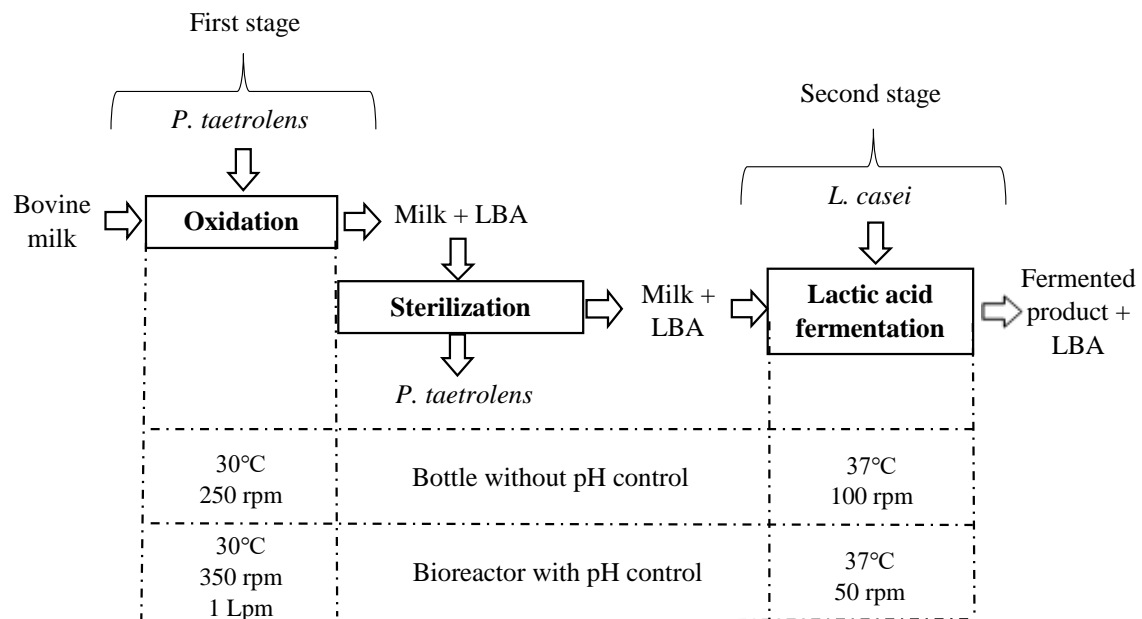 First stage
P. taetrolens
Second stage
L. casei
Bovine
milk
Oxidation
Milk + LBA
Sterilization
Milk +
LBA
Lactic acid
fermentation
Fermented
product +
LBA
P. taetrolens
30°C
250 rpm
Bottle without pH control
37°C
100 rpm
30°C
350 rpm
1 Lpm
Bioreactor with pH control
37°C
50 rpm